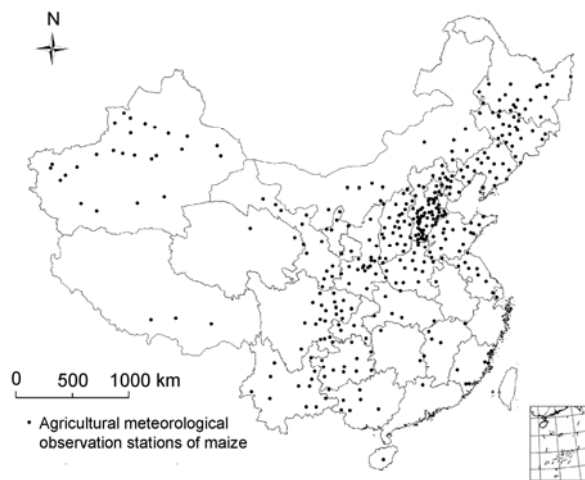 N
0 500 1000 km
Agricultural meteorological
observation stations of maize